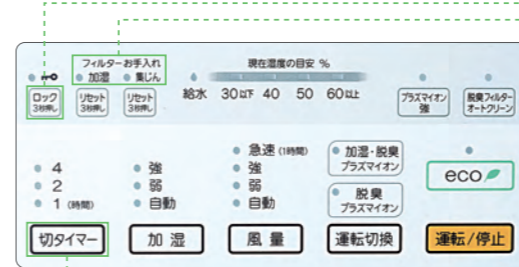 フィルターお手入れ
加湿 集じん
現在湿度の目安 %
ロック
3秒押し
リセット
3秒押し
リセット
3秒押し
給水 30以下 40 50 60以上
プラズマイオン
強
脱臭フィルター
オートクリーン
4
2
1 (時間)
強
弱
自動
急速 (1時間)
強
弱
自動
加湿・脱臭
プラズマイオン
脱臭
プラズマイオン
eco
切タイマー
加湿
風量
運転切換
運転/停止